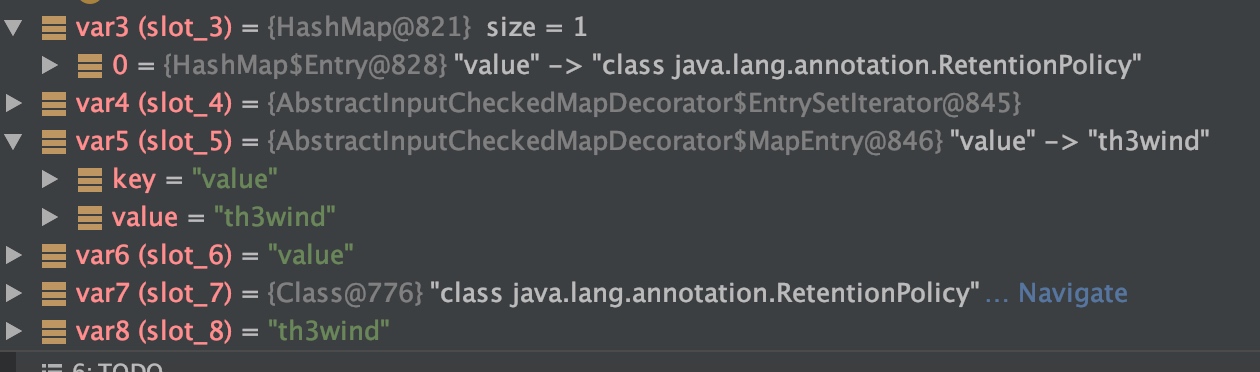 var3 (slot_3) = {HashMap@821} size = 1
0 = {HashMap$Entry@828} "value" -> "class java.lang.annotation.RetentionPolicy"
var4 (slot_4) = {AbstractInputCheckedMapDecorator$EntrySetIterator@845}
var5 (slot_5) = {AbstractInputCheckedMapDecorator$MapEntry@846} "value" -> "th3wind"
key = "value"
value = "th3wind"
var6 (slot_6) = "value"
var7 (slot_7) = {Class@776} "class java.lang.annotation.RetentionPolicy" ... Navigate
var8 (slot_8) = "th3wind"
6: TODO